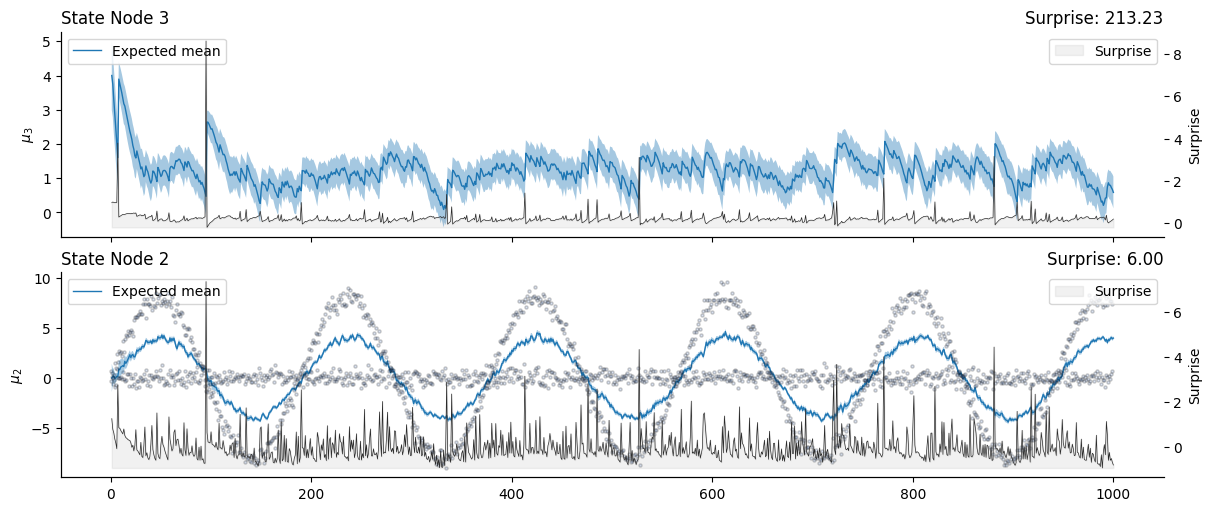 State Node 3
Surprise: 213.23
Expected mean
Surprise
5
4
3
2
1
0
μ3
8
6
4
2
0
Surprise
State Node 2
Surprise: 6.00
Expected mean
Surprise
10
5
0
−5
μ2
6
4
2
0
Surprise
0
200
400
600
800
1000